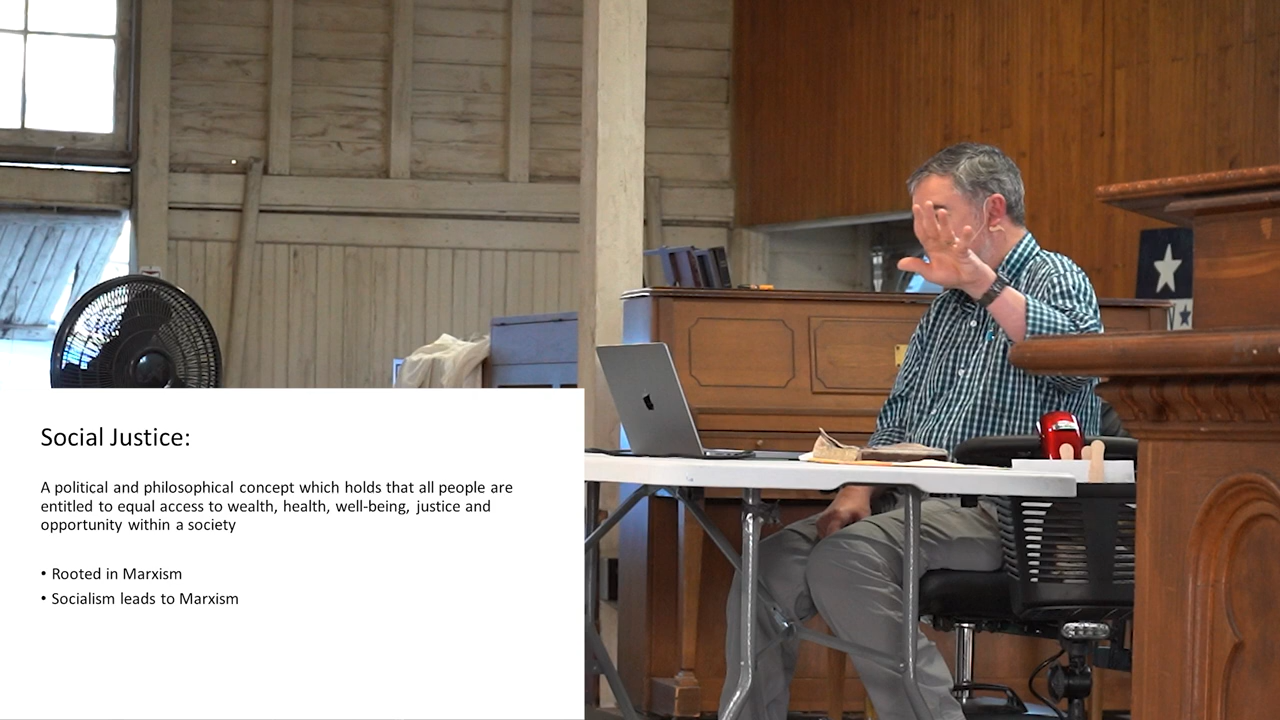 Social Justice:
A political and philosophical concept which holds that all people are
entitled to equal access to wealth, health, well-being, justice and
opportunity within a society
• Rooted in Marxism
• Socialism leads to Marxism
V